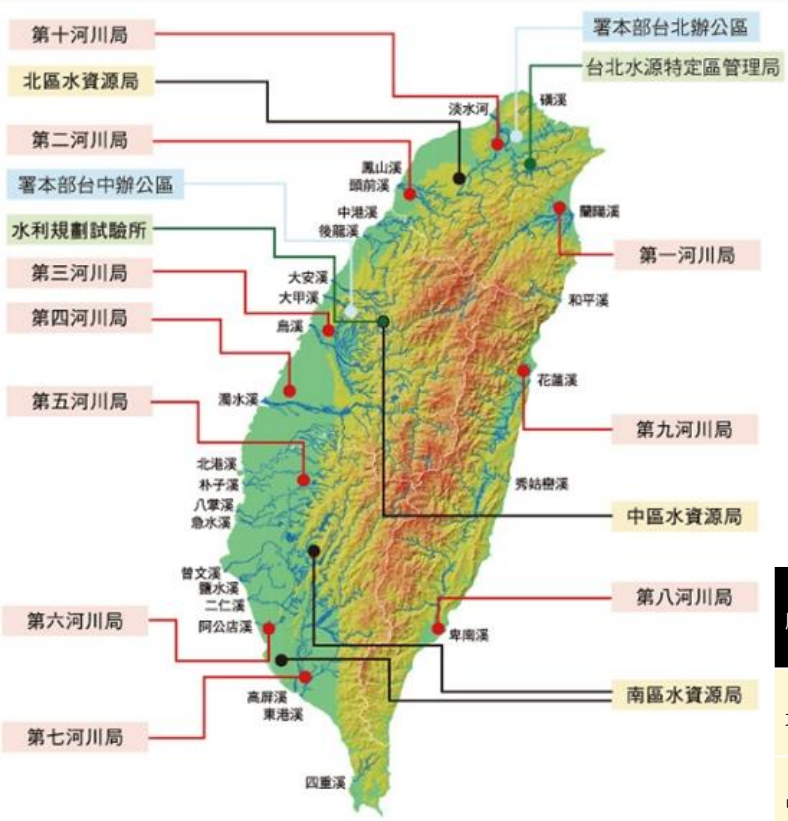 第十河川局
北區水資源局
第二河川局
署本部台中辦公區
水利規劃試驗所
第三河川局
第四河川局
第五河川局
第六河川局
第七河川局
署本部台北辦公區
台北水源特定區管理局
第一河川局
第九河川局
中區水資源局
第八河川局
南區水資源局
淡水河
磺溪
鳳山溪
頭前溪
中港溪
後龍溪
大安溪
大甲溪
烏溪
濁水溪
北港溪
朴子溪
八掌溪
急水溪
曾文溪
鹽水溪
二仁溪
阿公店溪
高屏溪
東港溪
四重溪
蘭陽溪
和平溪
花蓮溪
秀姑巒溪
卑南溪